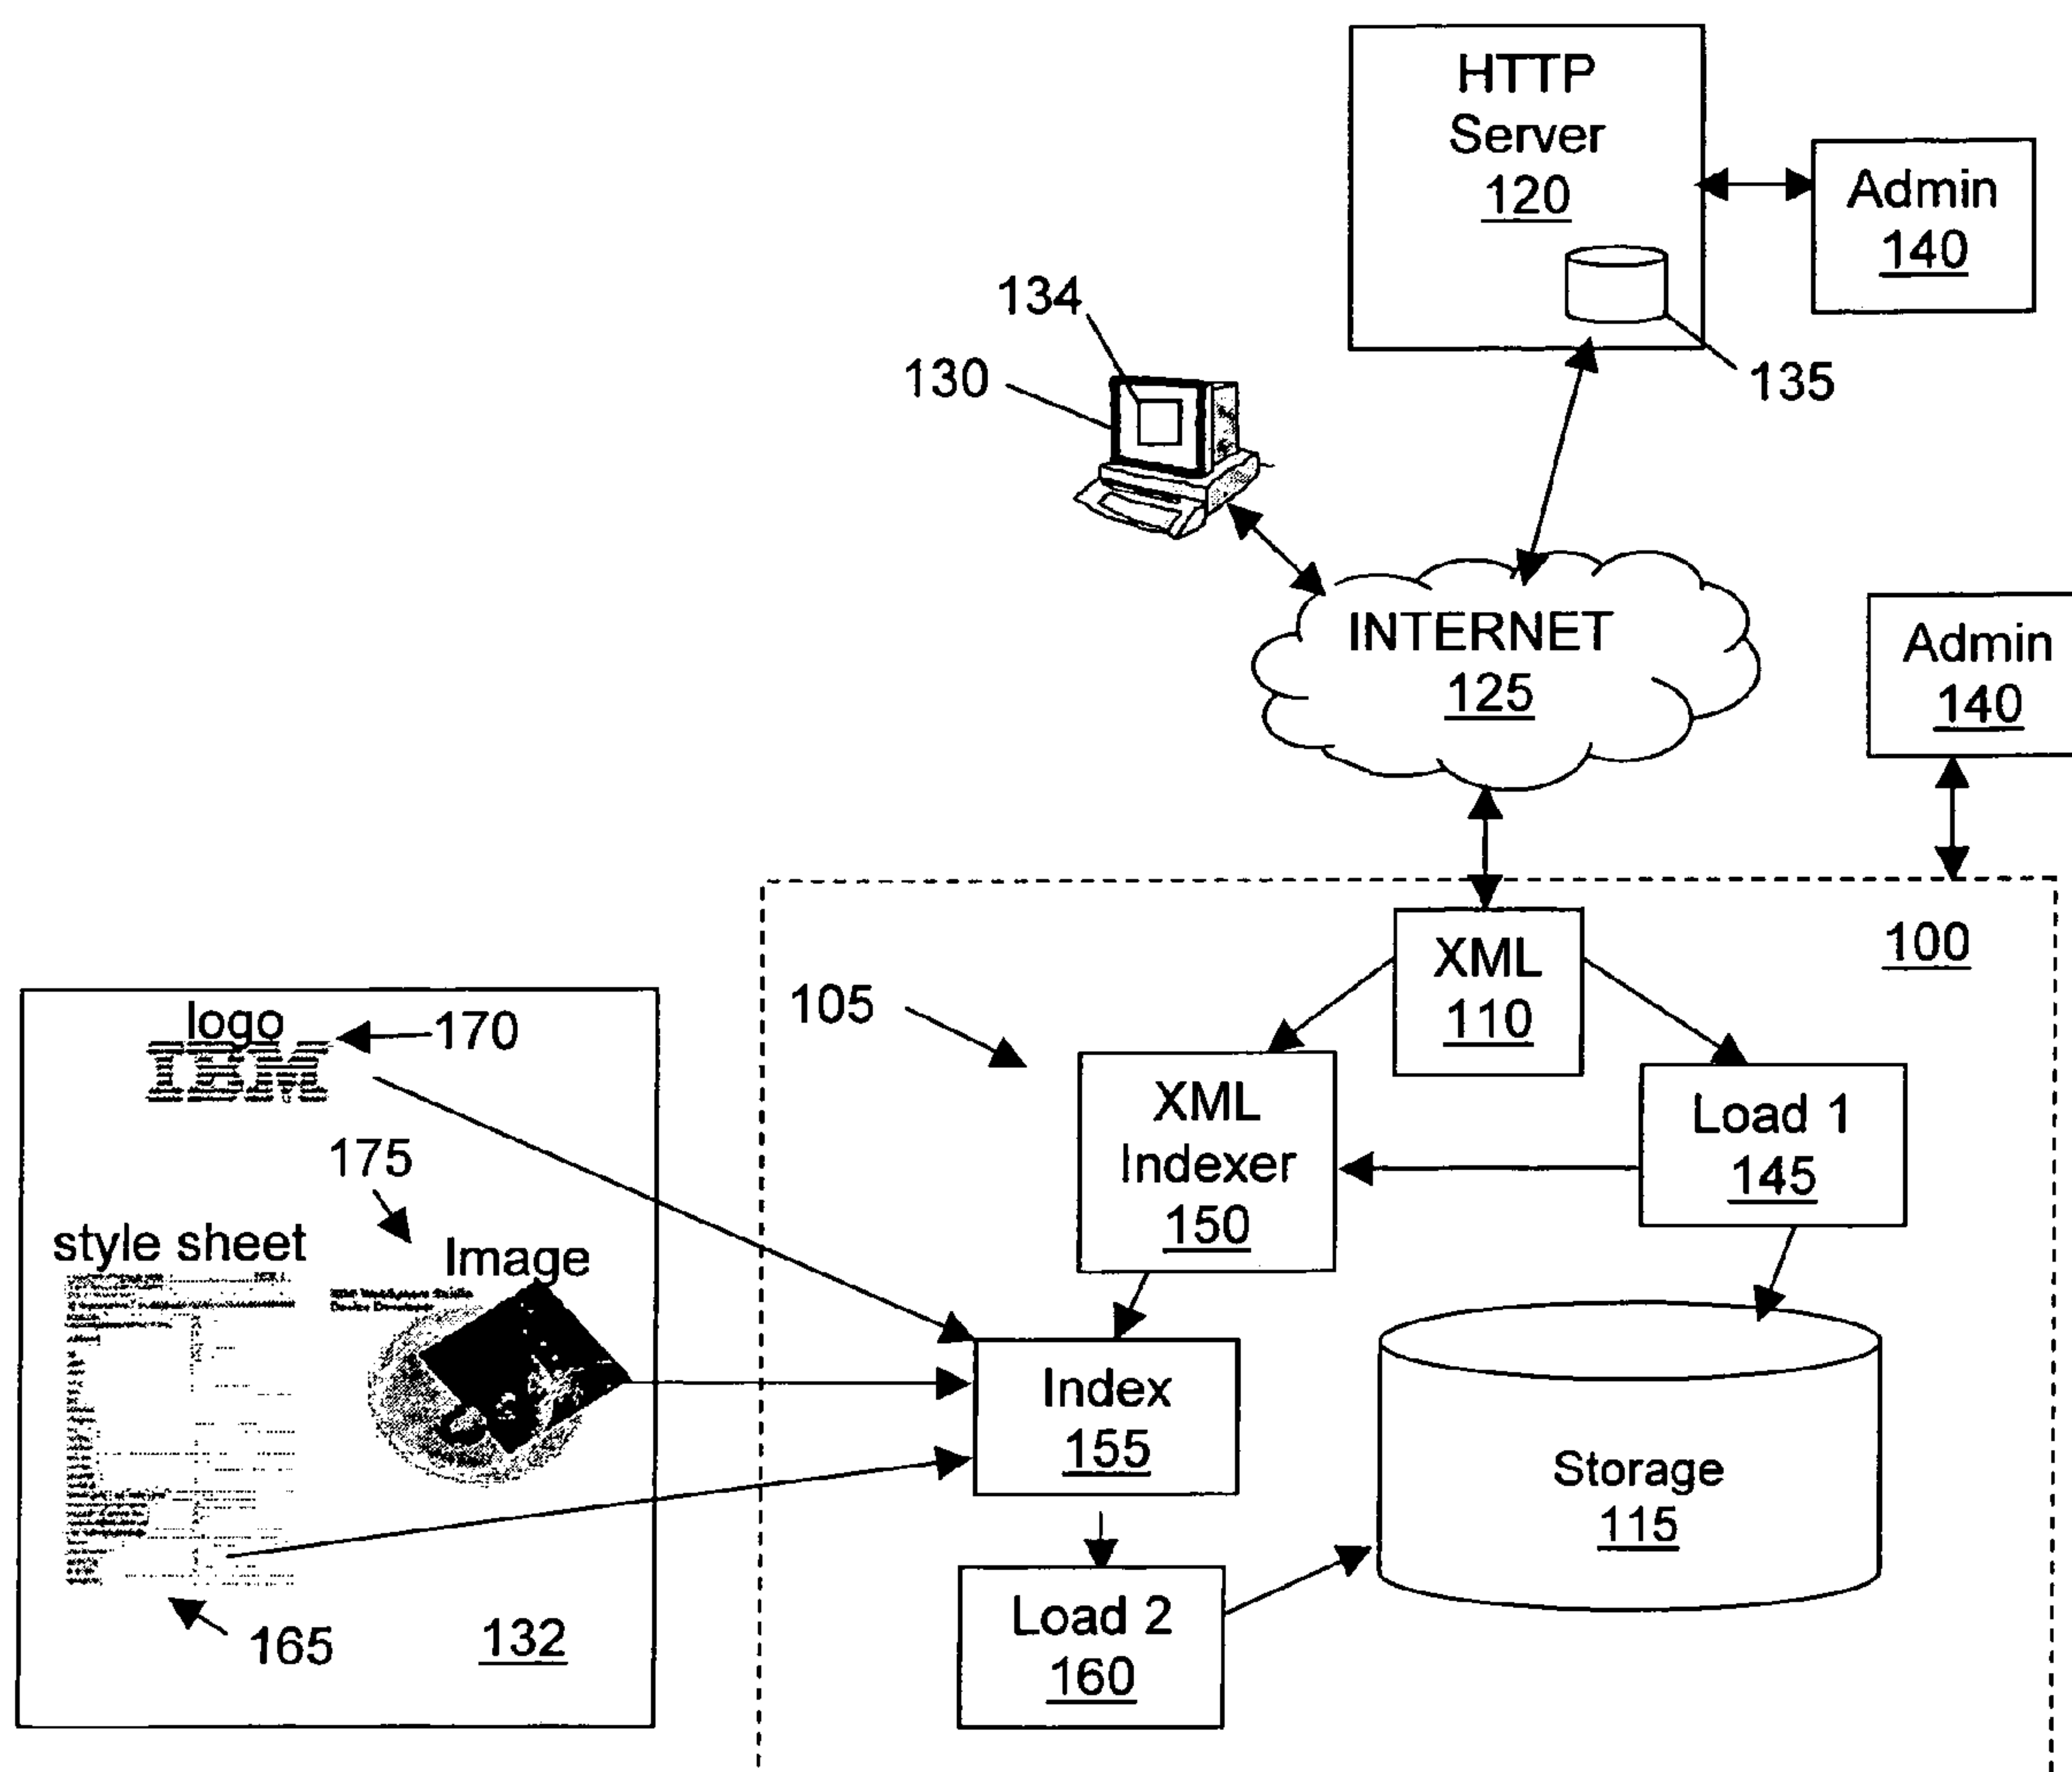 HTTP
Server
120
Admin
140
135
134
130
INTERNET
125
Admin
140
100
XML
110
105
XML
Indexer
150
Load 1
145
Index
155
Storage
115
Load 2
160
logo
IBM
170
175
style sheet
Image
Device Developer
165
132